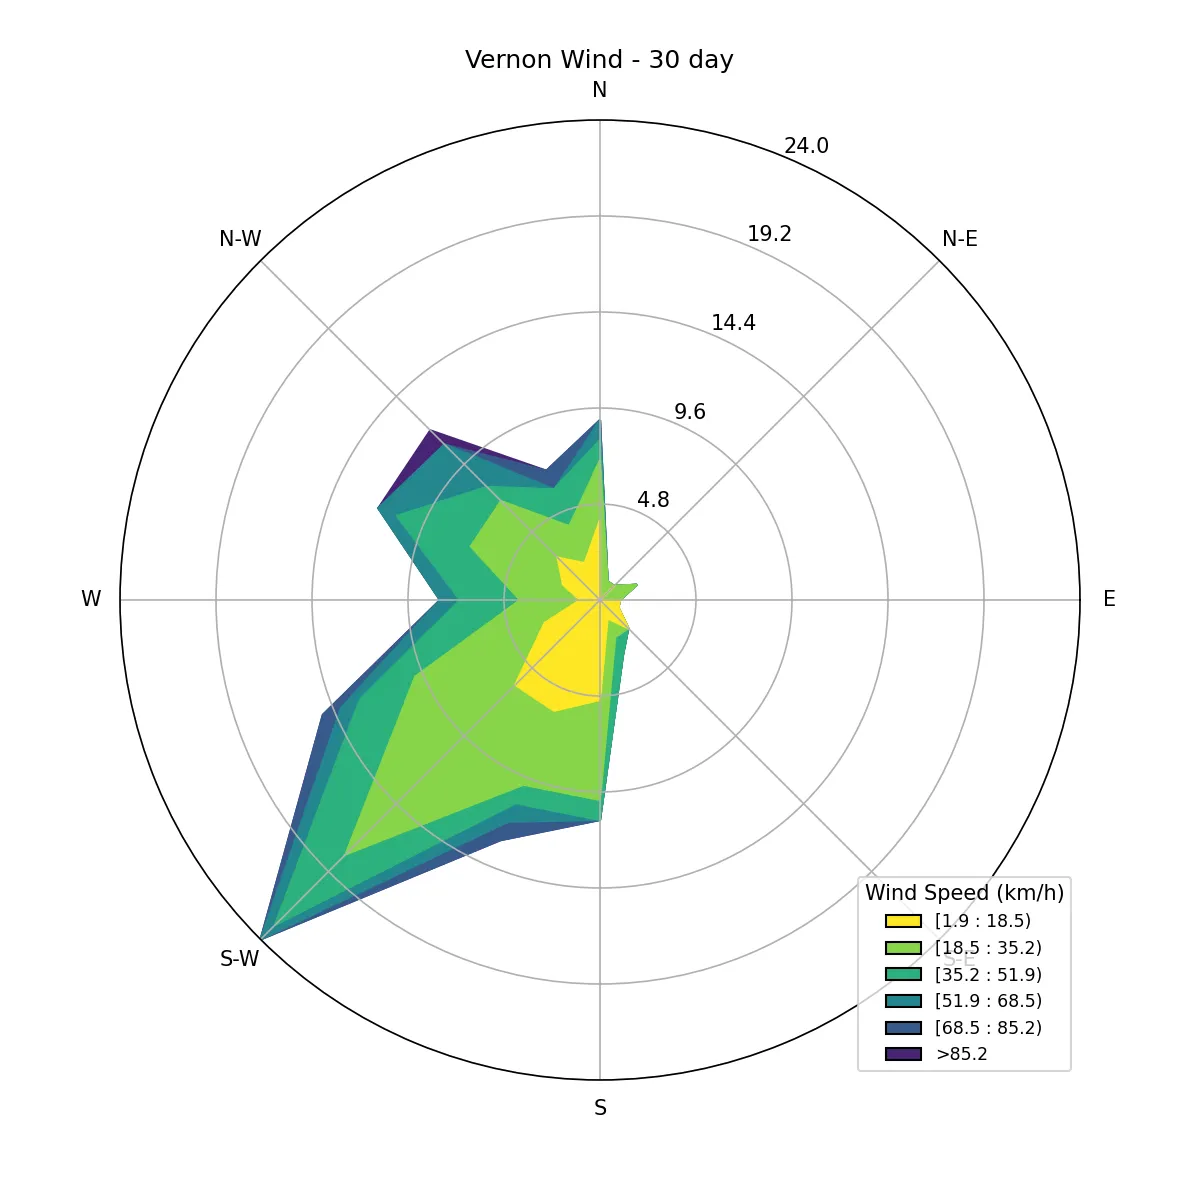 Vernon Wind - 30 day
N
24.0
19.2
N-W
N-E
14.4
9.6
4.8
W
E
S-W
S-E
Wind Speed (km/h)
[1.9 : 18.5)
[18.5 : 35.2)
[35.2 : 51.9)
[51.9 : 68.5)
[68.5 : 85.2)
>85.2
S